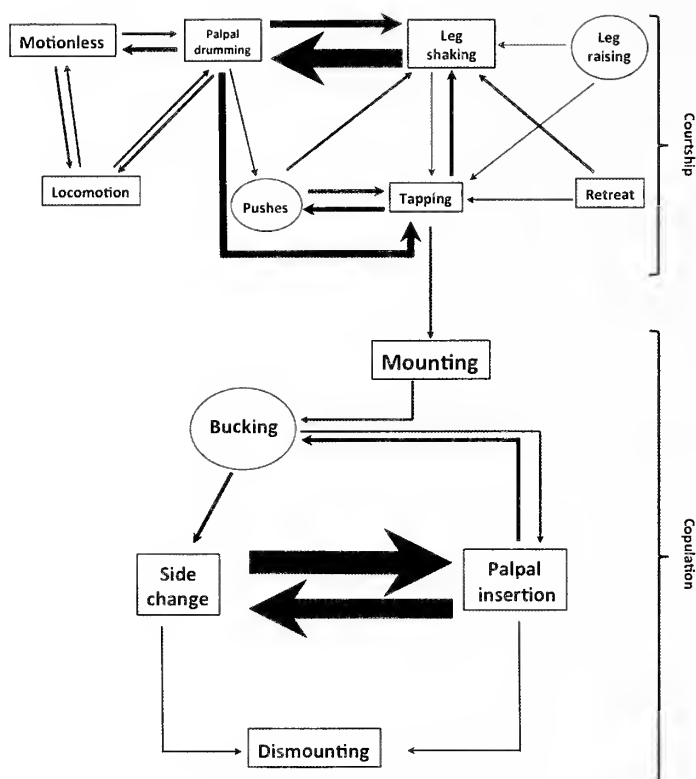 Motionless
Palpal
drumming
Leg
shaking
Leg
raising
Courtship
Locomotion
Pushes
Tapping
Retreat
Mounting
Bucking
Copulation
Side
change
Palpal
insertion
Dismounting